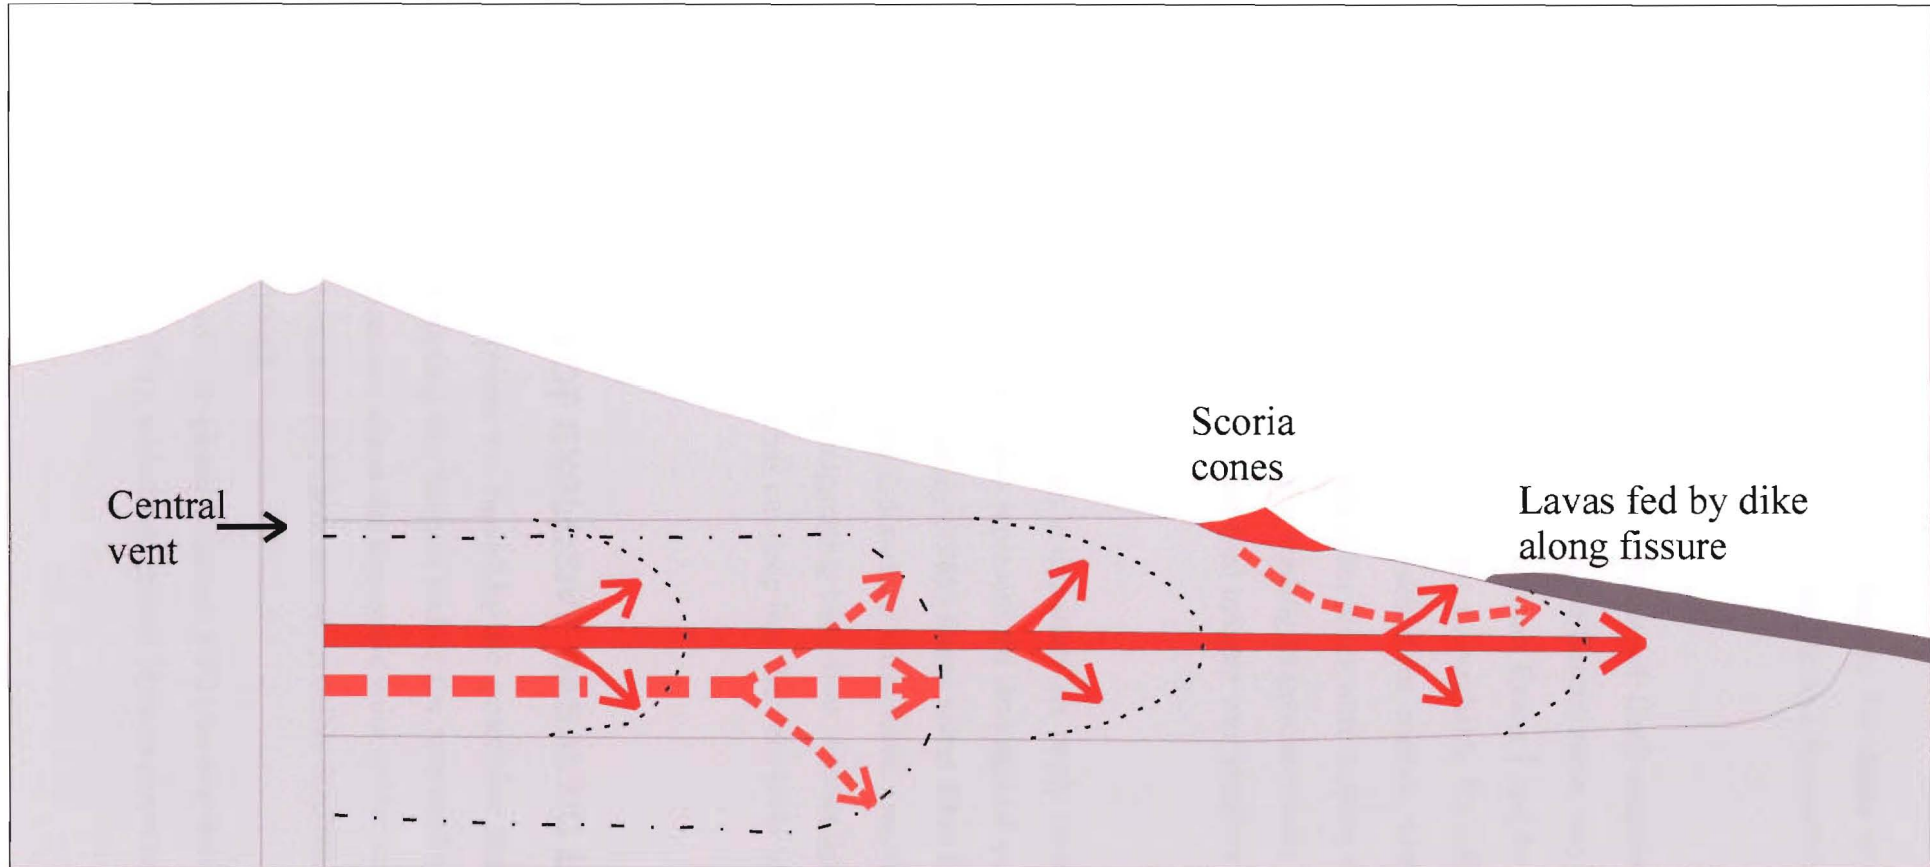 Scoria
cones
Central
vent
Lavas fed by dike
along fissure